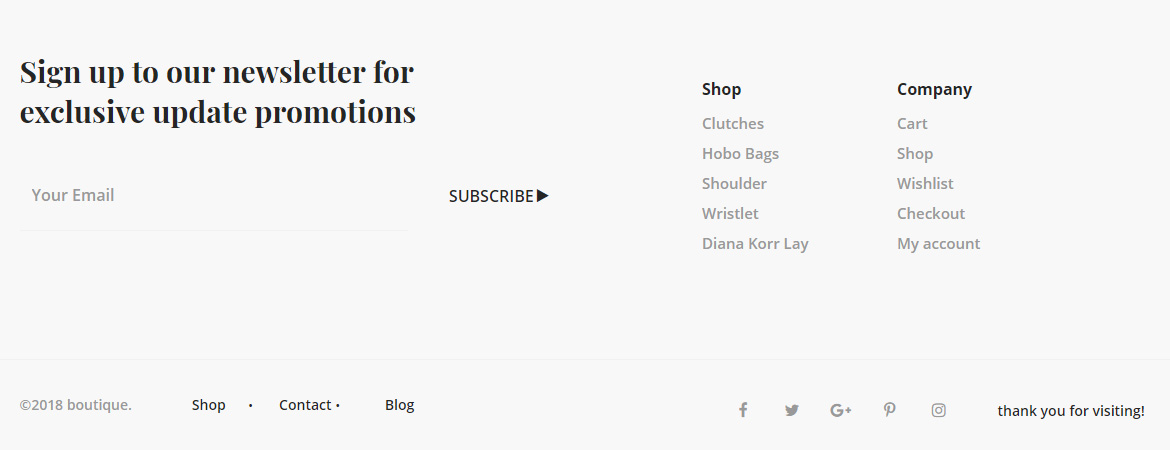 Sign up to our newsletter for
exclusive update promotions
Your Email
SUBSCRIBE
Shop
Clutches
Hobo Bags
Shoulder
Wristlet
Diana Korr Lay
Company
Cart
Shop
Wishlist
Checkout
My account
©2018 boutique.
Shop • Contact • Blog
thank you for visiting!